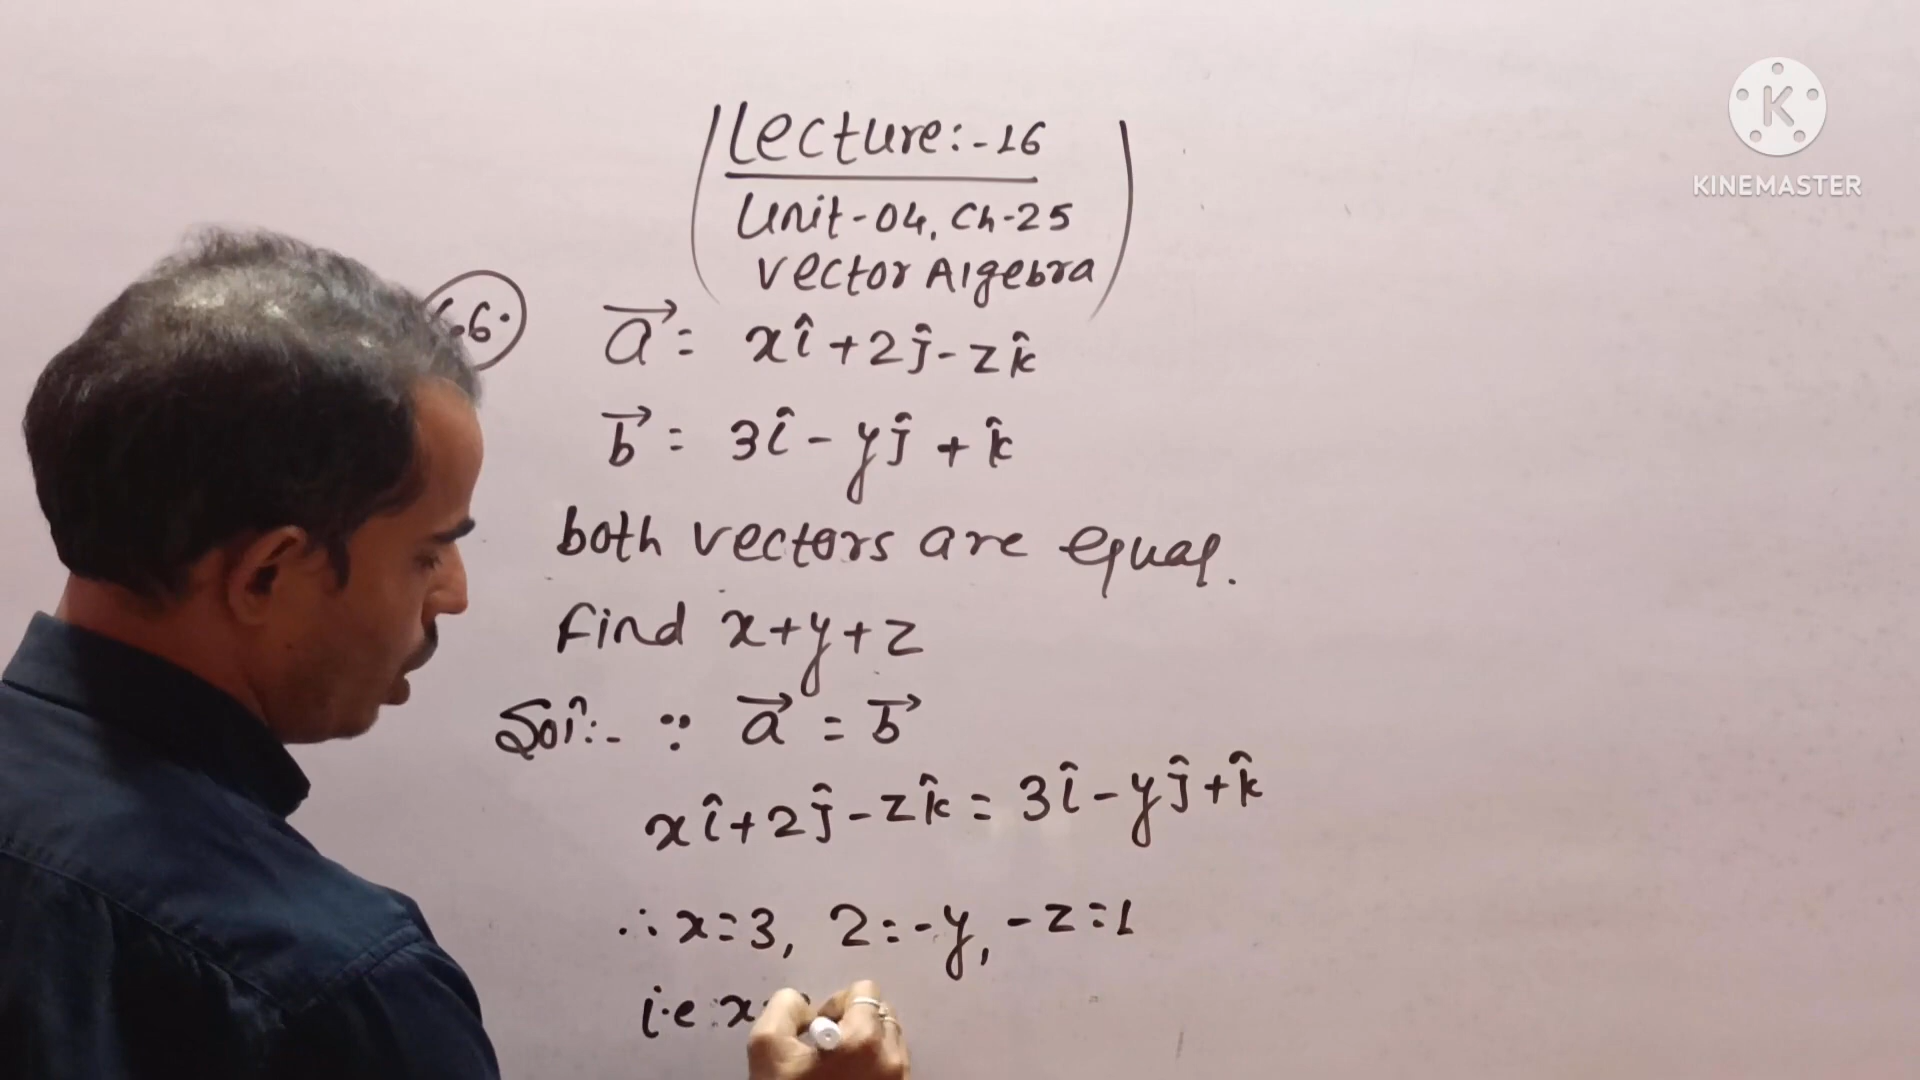 Lecture:-16
Unit-04, Ch-25
Vector Algebra
KINEMASTER
6.
a⃗ = xî+2ĵ-zk̂
b⃗ = 3î-yĵ+k̂
both vectors are equal.
Find x+y+z
Solⁿ:- ∵ a⃗ = b⃗
xî+2ĵ-zk̂ = 3î-yĵ+k̂
∴ x=3, 2=-y, -z=1
i.e x